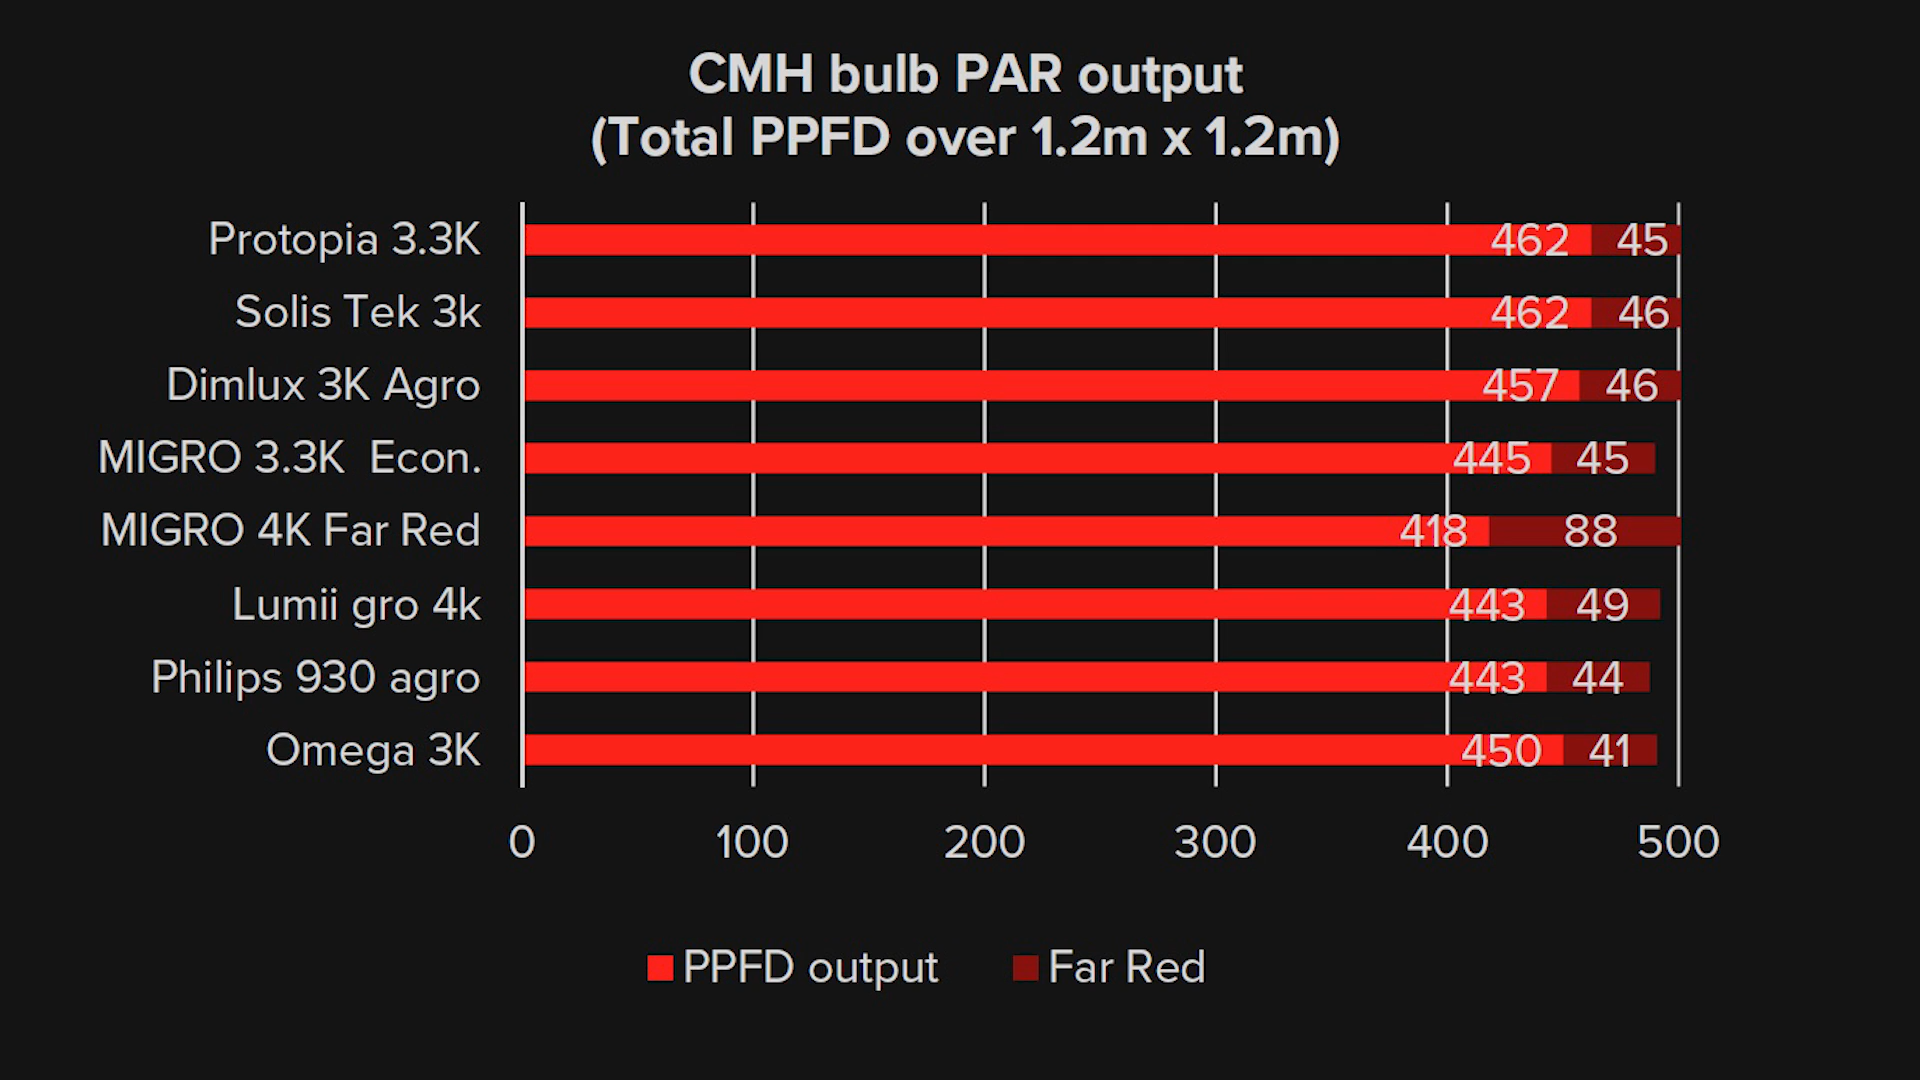 CMH bulb PAR output
(Total PPFD over 1.2m x 1.2m)
Protopia 3.3K 462 45
Solis Tek 3k 462 46
Dimlux 3K Agro 457 46
MIGRO 3.3K  Econ. 445 45
MIGRO 4K Far Red 418 88
Lumii gro 4k 443 49
Philips 930 agro 443 44
Omega 3K 450 41
0 100 200 300 400 500
PPFD output Far Red